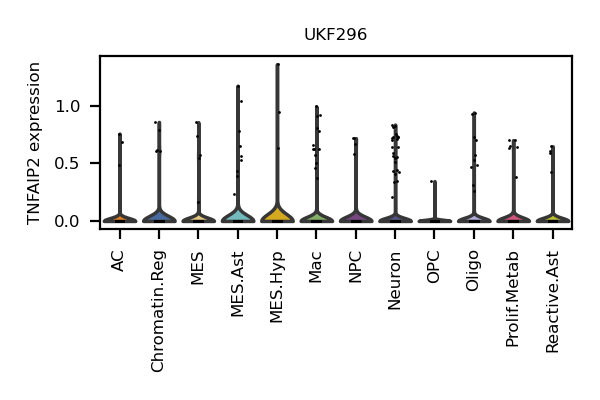 UKF296
TNFAIP2 expression
1.0
0.5
0.0
AC
Chromatin.Reg
MES
MES.Ast
MES.Hyp
Mac
NPC
Neuron
OPC
Oligo
Prolif.Metab
Reactive.Ast